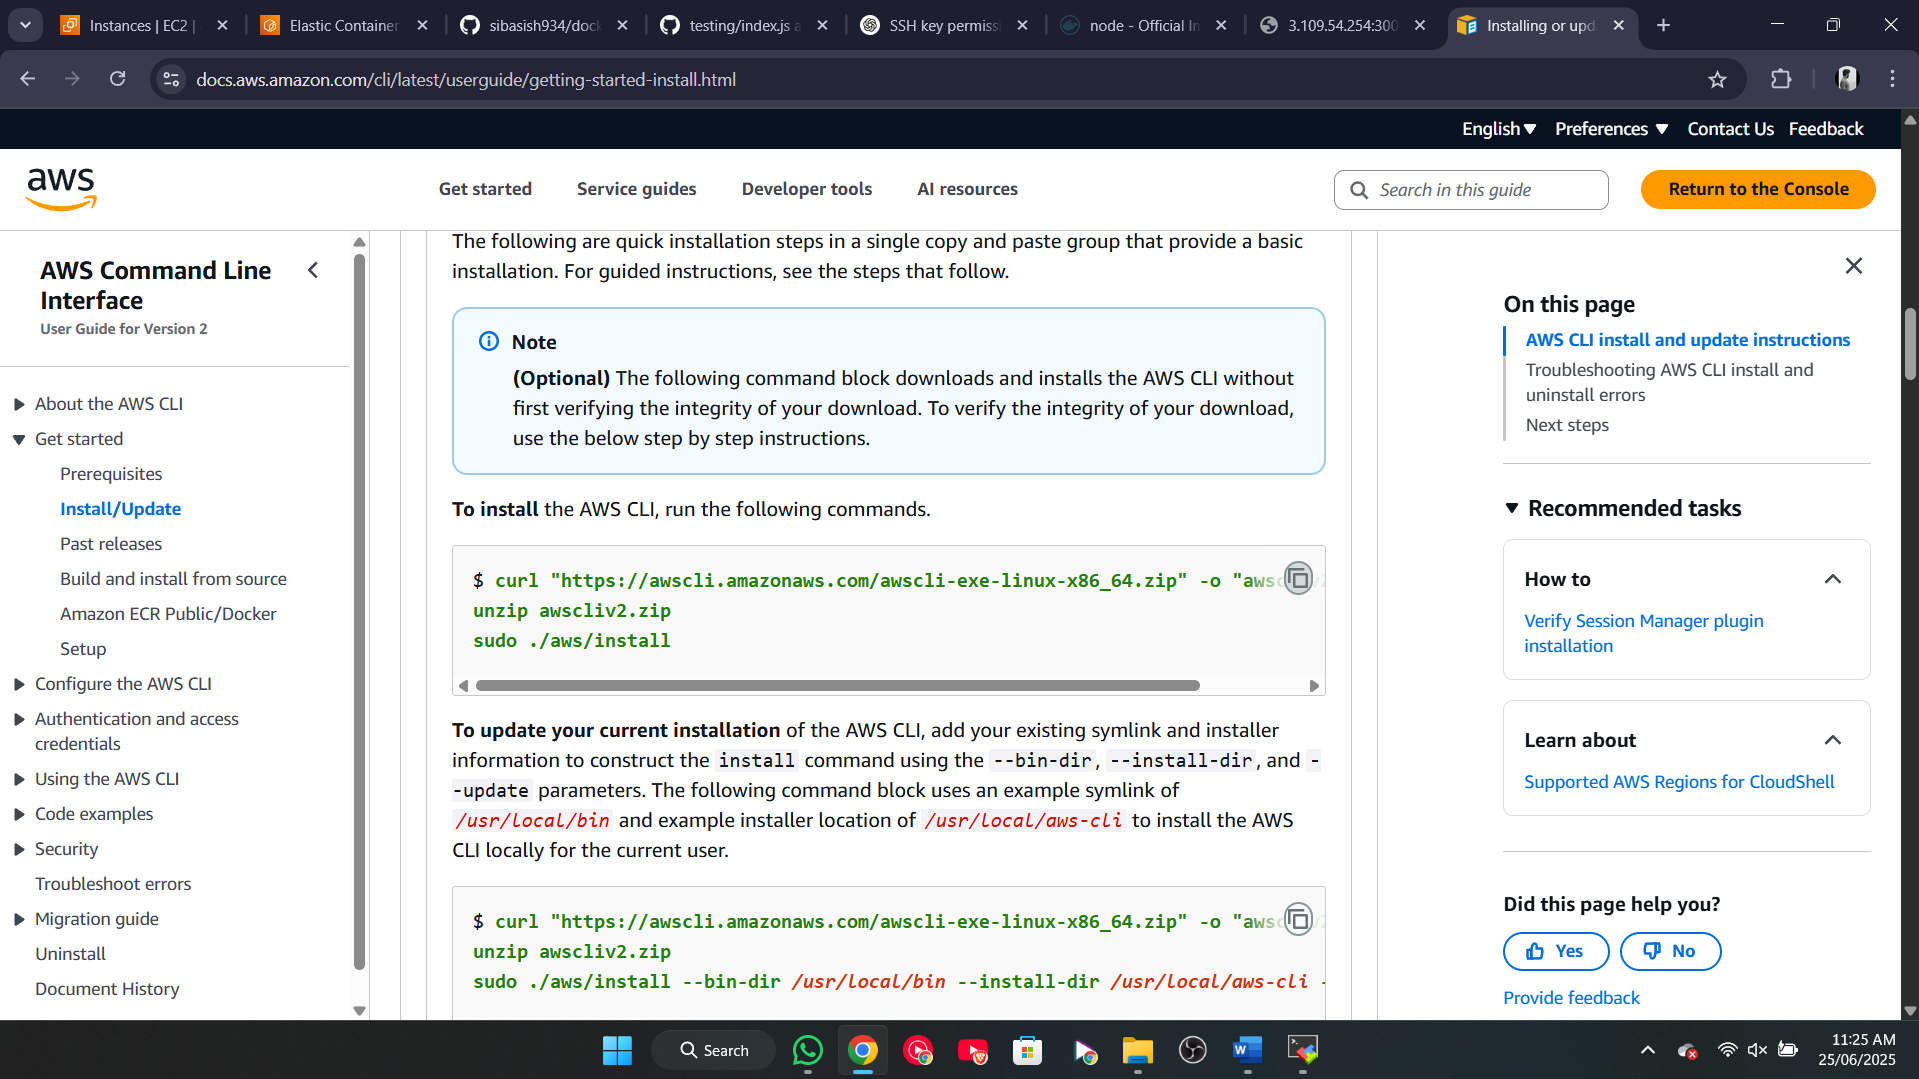 Instances | EC2 |
Elastic Container
sibasish934/dock
testing/index.js a
SSH key permiss
node - Official In
3.109.54.254:300
Installing or upd
docs.aws.amazon.com/cli/latest/userguide/getting-started-install.html
English
Preferences
Contact Us
Feedback
aws
Get started
Service guides
Developer tools
AI resources
Search in this guide
Return to the Console
AWS Command Line
Interface
User Guide for Version 2
About the AWS CLI
Get started
Prerequisites
Install/Update
Past releases
Build and install from source
Amazon ECR Public/Docker
Setup
Configure the AWS CLI
Authentication and access
credentials
Using the AWS CLI
Code examples
Security
Troubleshoot errors
Migration guide
Uninstall
Document History
The following are quick installation steps in a single copy and paste group that provide a basic
installation. For guided instructions, see the steps that follow.
Note
(Optional) The following command block downloads and installs the AWS CLI without
first verifying the integrity of your download. To verify the integrity of your download,
use the below step by step instructions.
To install the AWS CLI, run the following commands.
$ curl "https://awscli.amazonaws.com/awscli-exe-linux-x86_64.zip" -o "awsc
unzip awscliv2.zip
sudo ./aws/install
To update your current installation of the AWS CLI, add your existing symlink and installer
information to construct the install command using the --bin-dir, --install-dir, and -
-update parameters. The following command block uses an example symlink of
/usr/local/bin and example installer location of /usr/local/aws-cli to install the AWS
CLI locally for the current user.
$ curl "https://awscli.amazonaws.com/awscli-exe-linux-x86_64.zip" -o "awsc
unzip awscliv2.zip
sudo ./aws/install --bin-dir /usr/local/bin --install-dir /usr/local/aws-cli -
On this page
AWS CLI install and update instructions
Troubleshooting AWS CLI install and
uninstall errors
Next steps
Recommended tasks
How to
Verify Session Manager plugin
installation
Learn about
Supported AWS Regions for CloudShell
Did this page help you?
Yes
No
Provide feedback
Search
11:25 AM
25/06/2025